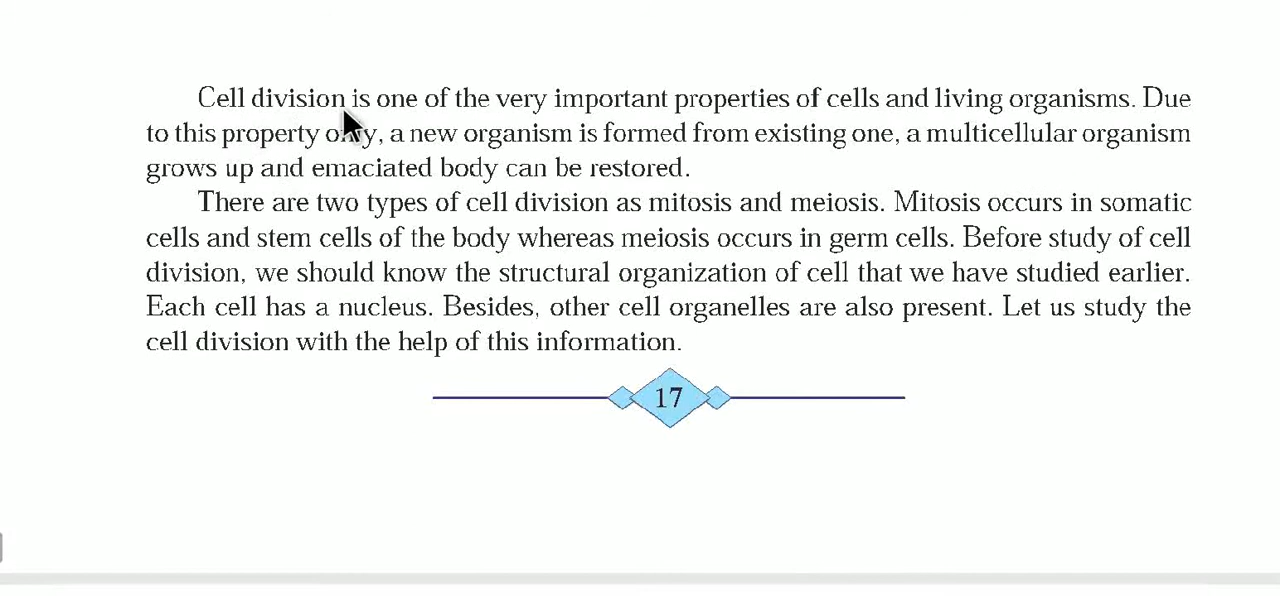 Cell division is one of the very important properties of cells and living organisms. Due
to this property only, a new organism is formed from existing one, a multicellular organism
grows up and emaciated body can be restored.
There are two types of cell division as mitosis and meiosis. Mitosis occurs in somatic
cells and stem cells of the body whereas meiosis occurs in germ cells. Before study of cell
division, we should know the structural organization of cell that we have studied earlier.
Each cell has a nucleus. Besides, other cell organelles are also present. Let us study the
cell division with the help of this information.
17